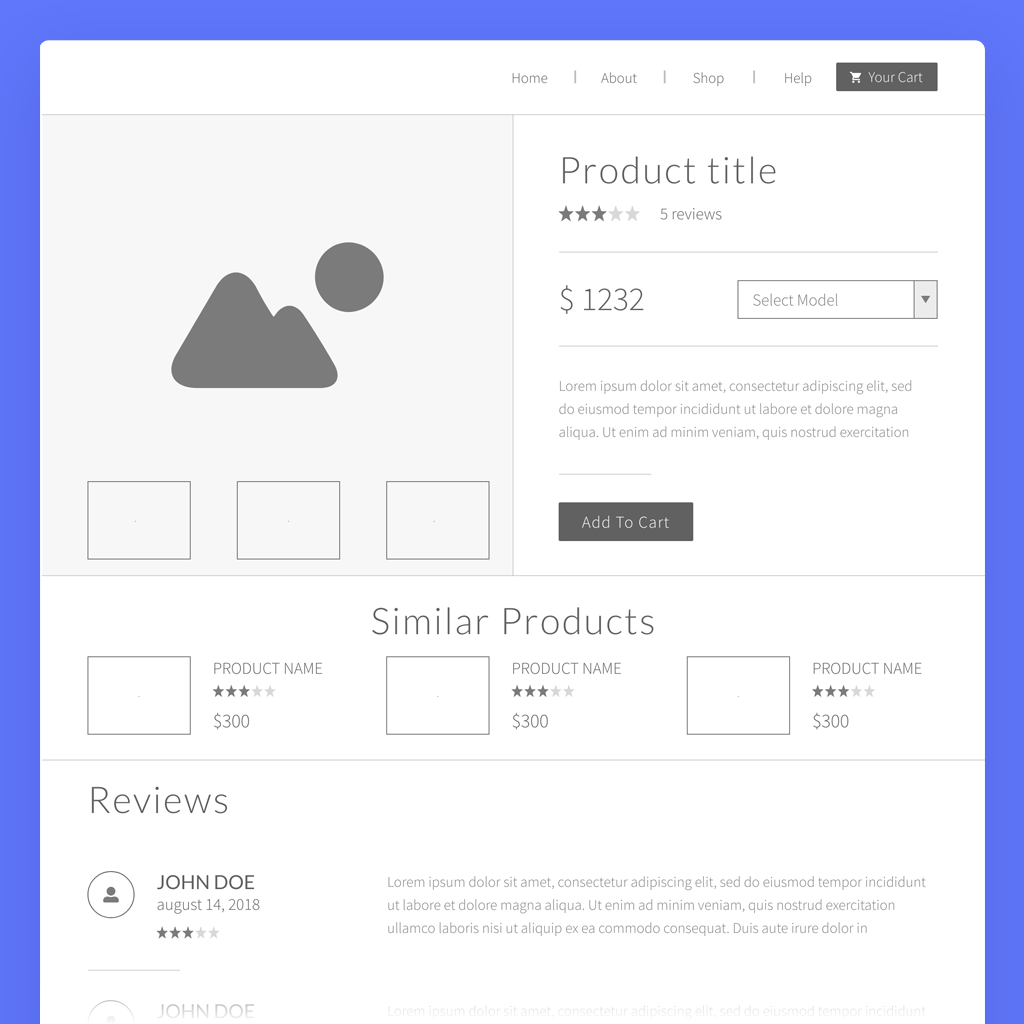 Home | About | Shop | Help Your Cart
Product title
5 reviews
$ 1232 Select Model
Lorem ipsum dolor sit amet, consectetur adipiscing elit, sed
do eiusmod tempor incididunt ut labore et dolore magna
aliqua. Ut enim ad minim veniam, quis nostrud exercitation
Add To Cart
Similar Products
PRODUCT NAME
$300
PRODUCT NAME
$300
PRODUCT NAME
$300
Reviews
JOHN DOE
august 14, 2018
Lorem ipsum dolor sit amet, consectetur adipiscing elit, sed do eiusmod tempor incididunt
ut labore et dolore magna aliqua. Ut enim ad minim veniam, quis nostrud exercitation
ullamco laboris nisi ut aliquip ex ea commodo consequat. Duis aute irure dolor in
JOHN DOE
Lorem ipsum dolor sit amet, consectetur adipiscing elit, sed do eiusmod tempor incididunt